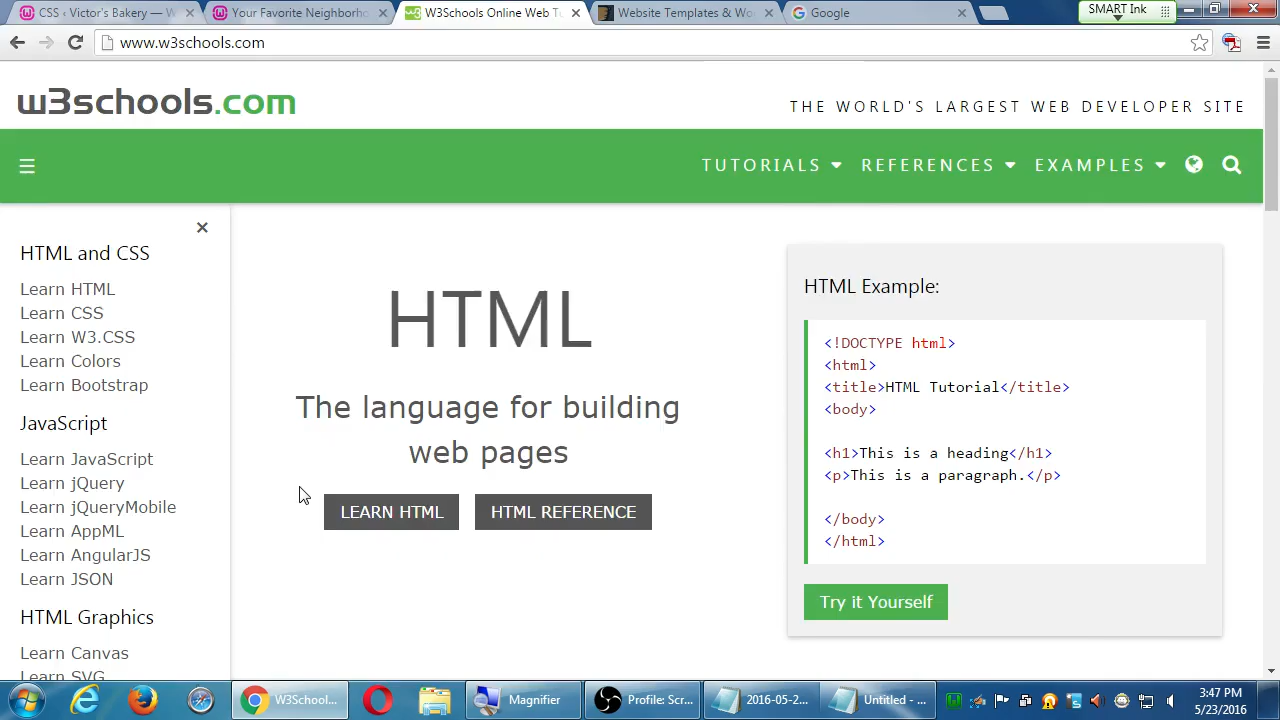 CSS ‹ Victor's Bakery — W
Your Favorite Neighborho
W3Schools Online Web T
Website Templates & Wo
Google
SMART Ink
www.w3schools.com
w3schools.com
THE WORLD'S LARGEST WEB DEVELOPER SITE
TUTORIALS
REFERENCES
EXAMPLES
HTML and CSS
Learn HTML
Learn CSS
Learn W3.CSS
Learn Colors
Learn Bootstrap
JavaScript
Learn JavaScript
Learn jQuery
Learn jQueryMobile
Learn AppML
Learn AngularJS
Learn JSON
HTML Graphics
Learn Canvas
Learn SVG
HTML
The language for building
web pages
LEARN HTML
HTML REFERENCE
HTML Example:
<!DOCTYPE html>
<html>
<title>HTML Tutorial</title>
<body>
<h1>This is a heading</h1>
<p>This is a paragraph.</p>
</body>
</html>
Try it Yourself
W3School...
Magnifier
Profile: Scr...
2016-05-2...
Untitled - ...
3:47 PM
5/23/2016